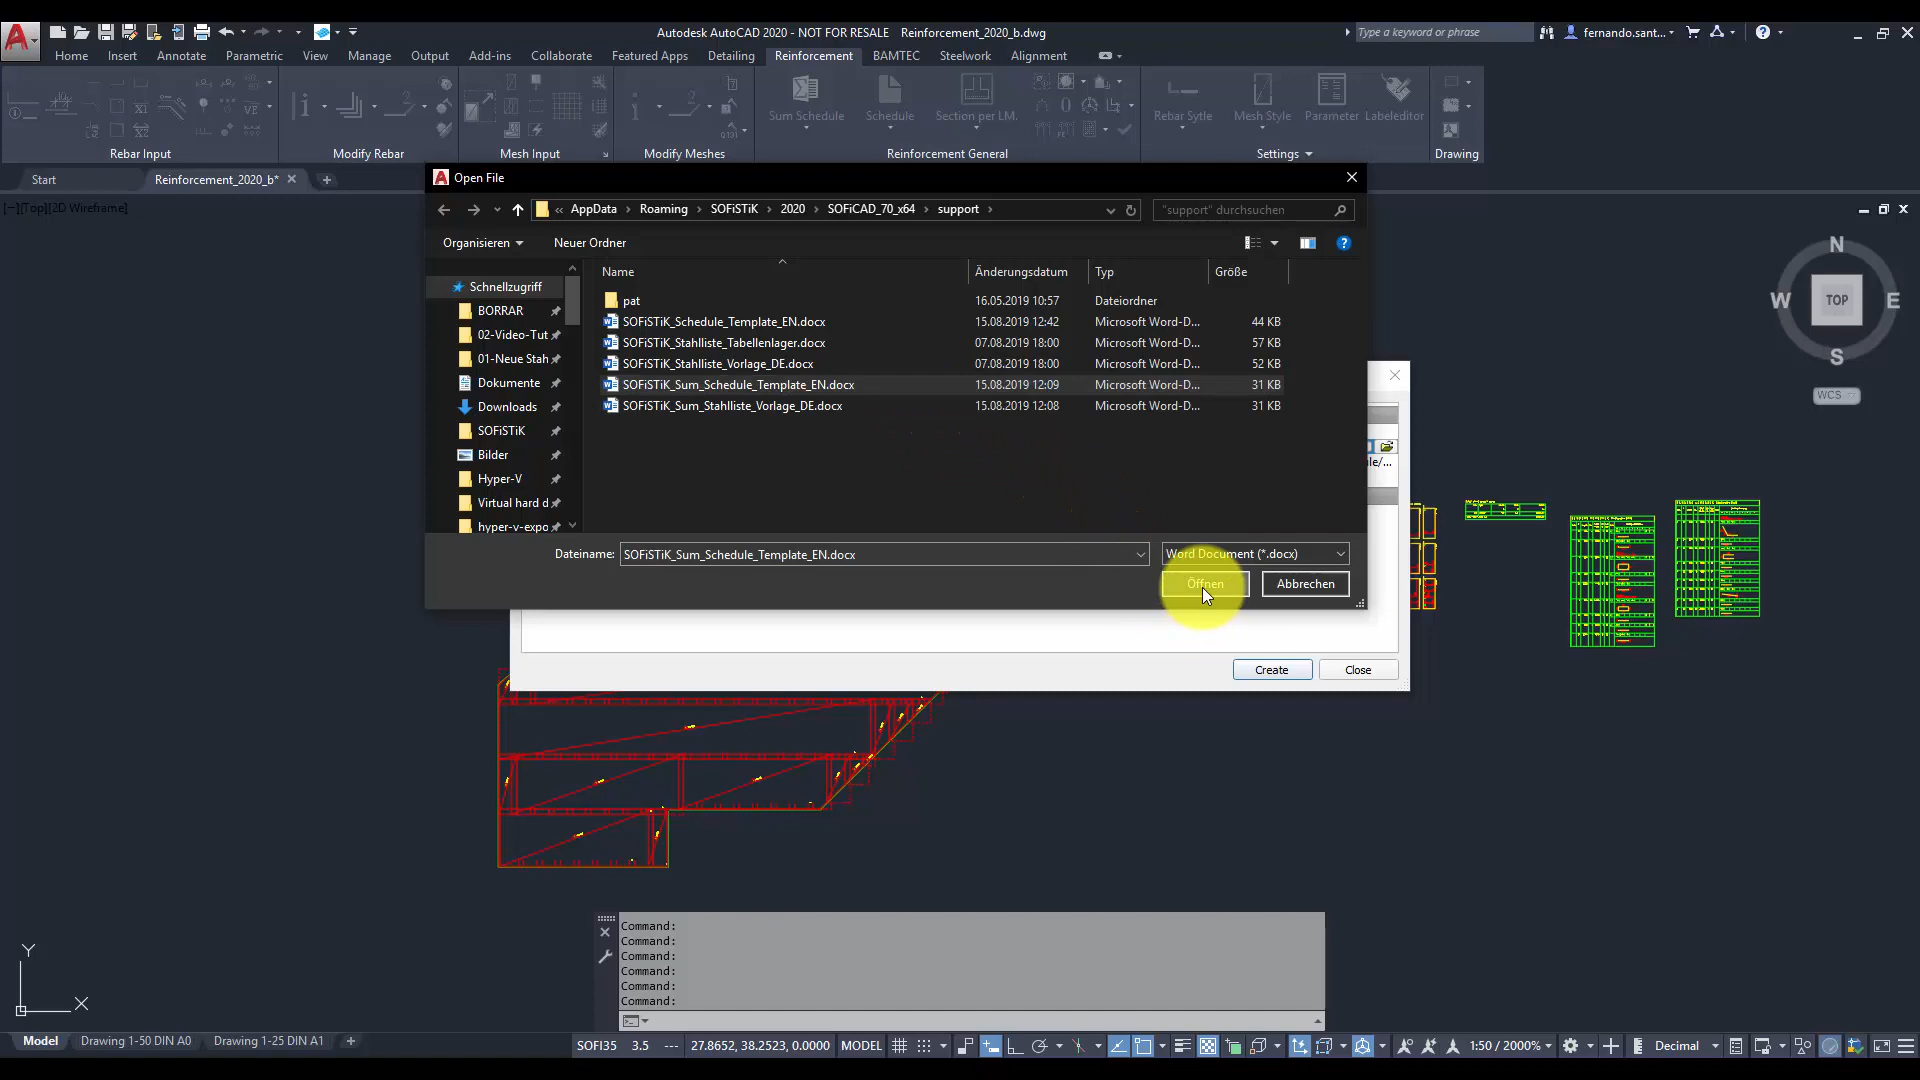 Autodesk AutoCAD 2020 - NOT FOR RESALE Reinforcement_2020_b.dwg
Type a keyword or phrase
fernando.sant...
Home Insert Annotate Parametric View Manage Output Add-ins Collaborate Featured Apps Detailing Reinforcement BAMTEC Steelwork Alignment
Sum Schedule Schedule Section per LM. Rebar Sytle Mesh Style Parameter Labeleditor
Rebar Input Modify Rebar Mesh Input Modify Meshes Reinforcement General Settings Drawing
Start Reinforcement_2020_b*
[−][Top][2D Wireframe]
Open File
« AppData Roaming SOFiSTiK 2020 SOFiCAD_70_x64 support
"support" durchsuchen
Organisieren Neuer Ordner
Name Änderungsdatum Typ Größe
Schnellzugriff
BORRAR
02-Video-Tut
01-Neue Stah
Dokumente
Downloads
SOFiSTiK
Bilder
Hyper-V
Virtual hard d
hyper-v-expo
pat 16.05.2019 10:57 Dateiordner
SOFiSTiK_Schedule_Template_EN.docx 15.08.2019 12:42 Microsoft Word-D... 44 KB
SOFiSTiK_Stahlliste_Tabellenlager.docx 07.08.2019 18:00 Microsoft Word-D... 57 KB
SOFiSTiK_Stahlliste_Vorlage_DE.docx 07.08.2019 18:00 Microsoft Word-D... 52 KB
SOFiSTiK_Sum_Schedule_Template_EN.docx 15.08.2019 12:09 Microsoft Word-D... 31 KB
SOFiSTiK_Sum_Stahlliste_Vorlage_DE.docx 15.08.2019 12:08 Microsoft Word-D... 31 KB
Dateiname: SOFiSTiK_Sum_Schedule_Template_EN.docx
Word Document (*.docx)
Öffnen Abbrechen
Create Close
N
W TOP E
S
WCS
Y
X
Command:
Command:
Command:
Command:
Command:
Command:
Model Drawing 1-50 DIN A0 Drawing 1-25 DIN A1
SOFI35 3.5 --- 27.8652, 38.2523, 0.0000 MODEL
1:50 / 2000%
Decimal